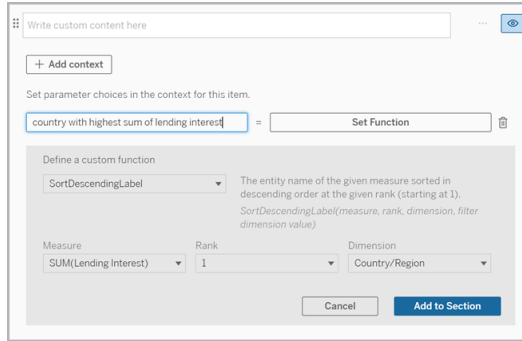 Write custom content here
...
+ Add context
Set parameter choices in the context for this item.
country with highest sum of lending interest = Set Function
Define a custom function
SortDescendingLabel
The entity name of the given measure sorted in
descending order at the given rank (starting at 1).
SortDescendingLabel(measure, rank, dimension, filter
dimension value)
Measure Rank Dimension
SUM(Lending Interest) 1 Country/Region
Cancel Add to Section